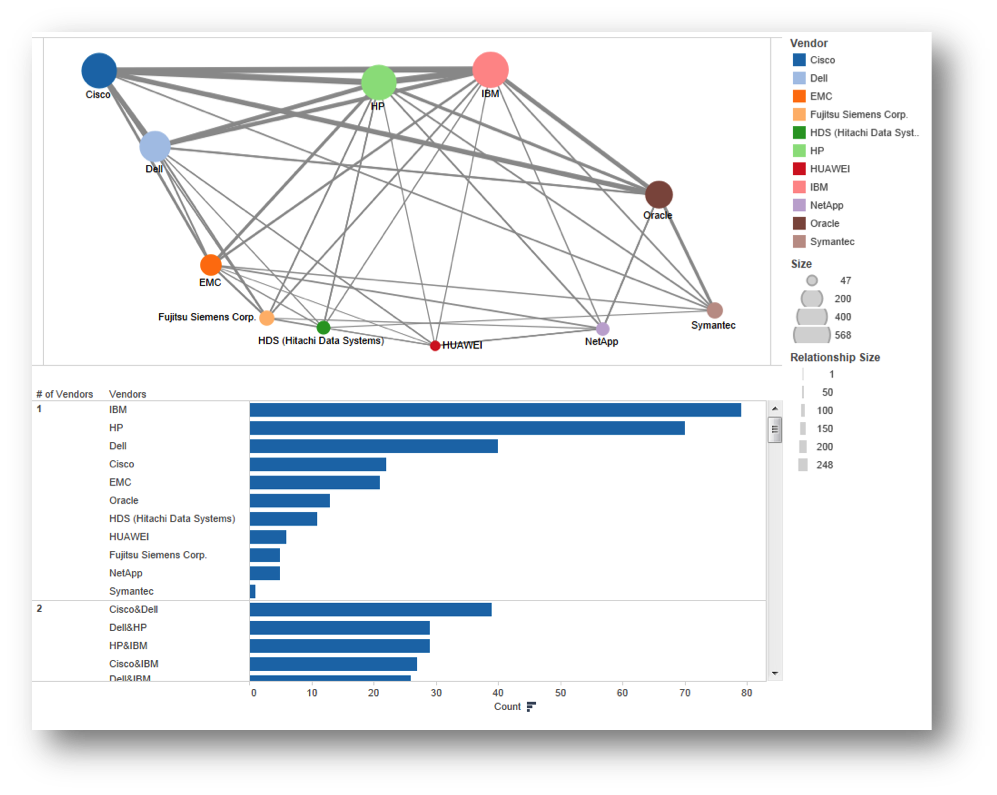 Vendor
Cisco
Dell
EMC
Fujitsu Siemens Corp.
HDS (Hitachi Data Syst..
HP
HUAWEI
IBM
NetApp
Oracle
Symantec
Size
47
200
400
568
Relationship Size
1
50
100
150
200
248
Cisco
HP
IBM
Dell
Oracle
EMC
Fujitsu Siemens Corp.
HDS (Hitachi Data Systems)
HUAWEI
NetApp
Symantec
# of Vendors Vendors
1 IBM
HP
Dell
Cisco
EMC
Oracle
HDS (Hitachi Data Systems)
HUAWEI
Fujitsu Siemens Corp.
NetApp
Symantec
2 Cisco&Dell
Dell&HP
HP&IBM
Cisco&IBM
Dell&IBM
0 10 20 30 40 50 60 70 80
Count